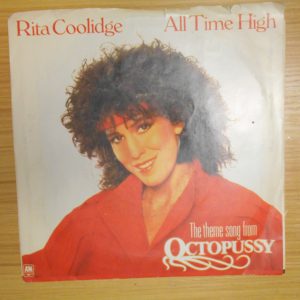 Rita Coolidge All Time High
The theme song from
OCTOPUSSY
A&M